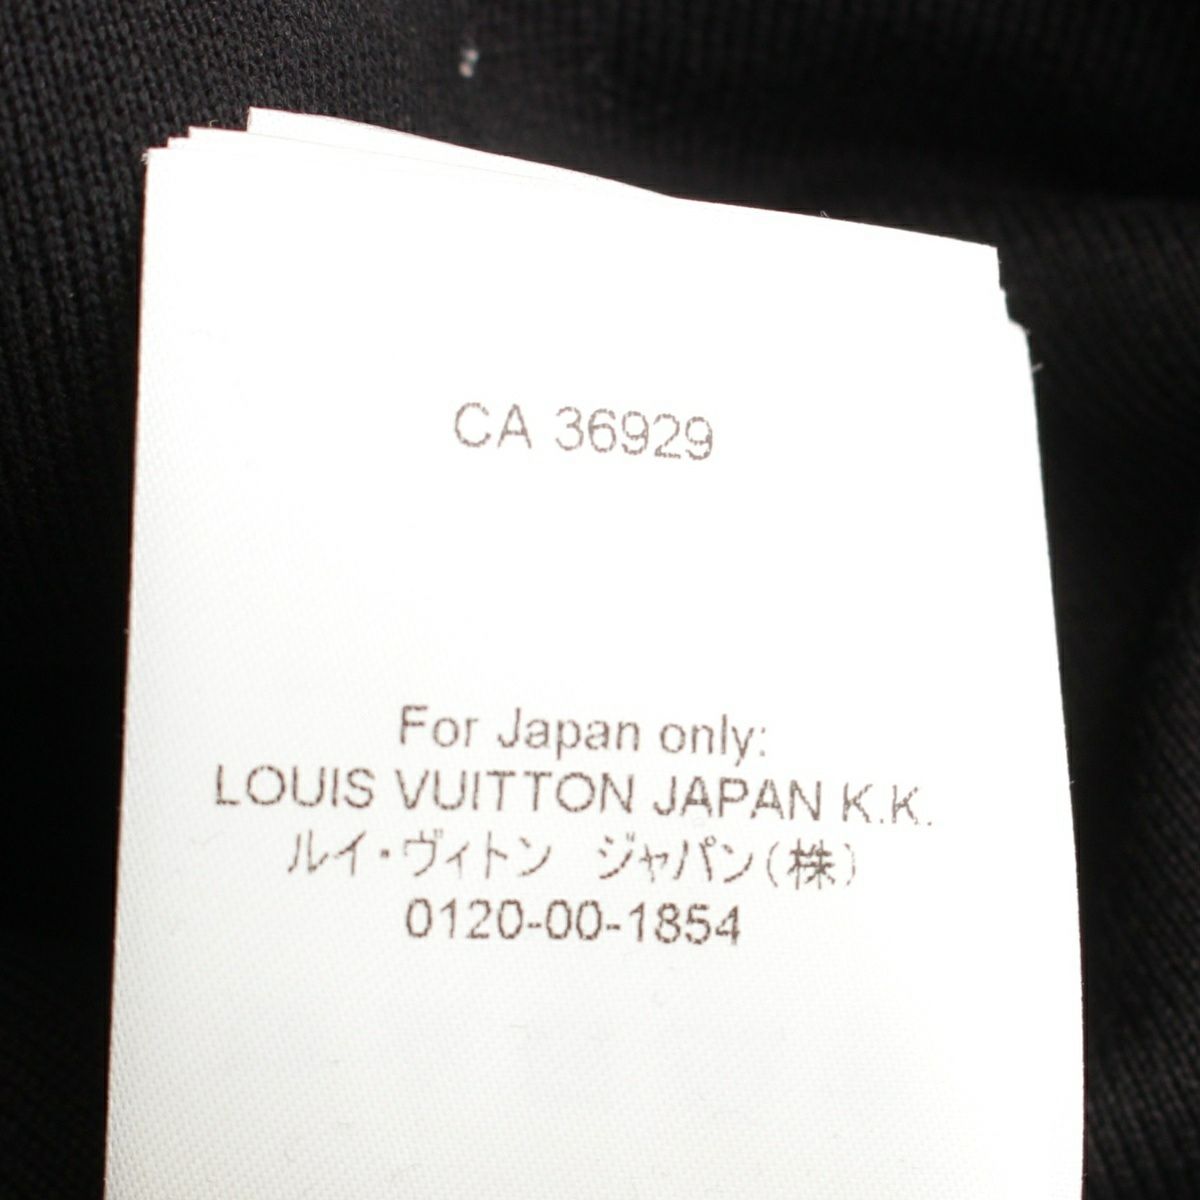 CA 36929
For Japan only:
LOUIS VUITTON JAPAN K.K.
ルイ・ヴィトン　ジャパン(株)
0120-00-1854